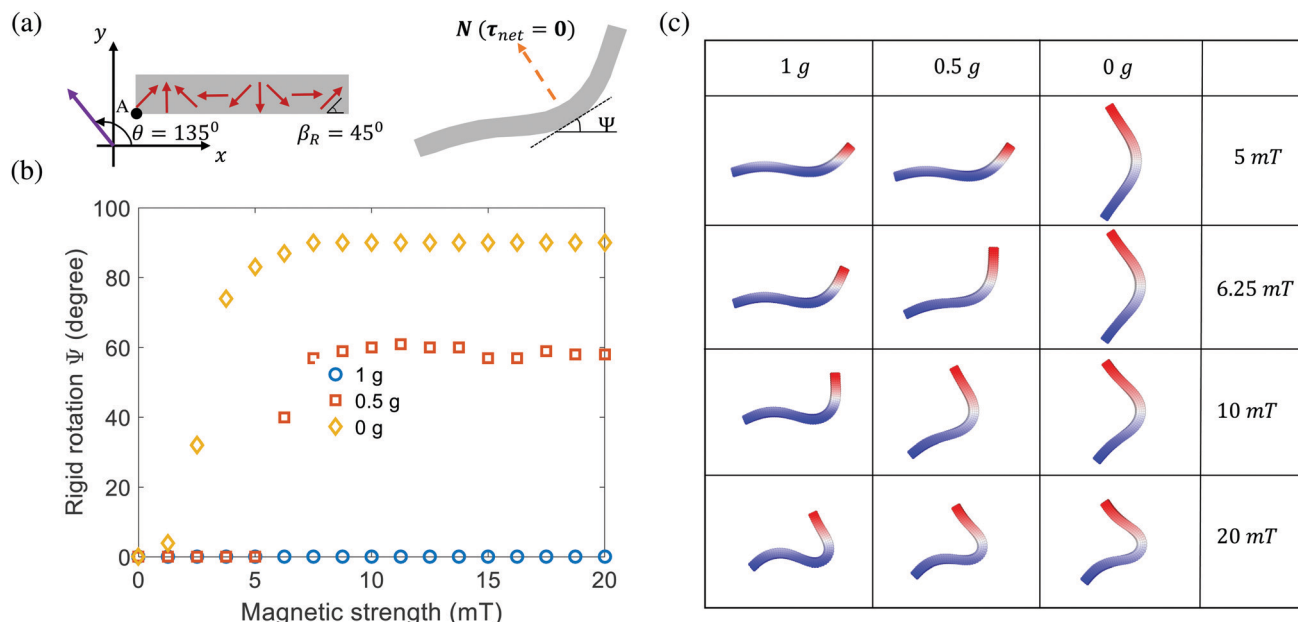 (a)
y
A
θ = 135⁰
x
β_R = 45⁰
N (τ_net = 0)
Ψ
(b)
Rigid rotation Ψ (degree)
100
80
60
40
20
0
1 g
0.5 g
0 g
0 5 10 15 20
Magnetic strength (mT)
(c)
1 g 0.5 g 0 g
5 mT
6.25 mT
10 mT
20 mT